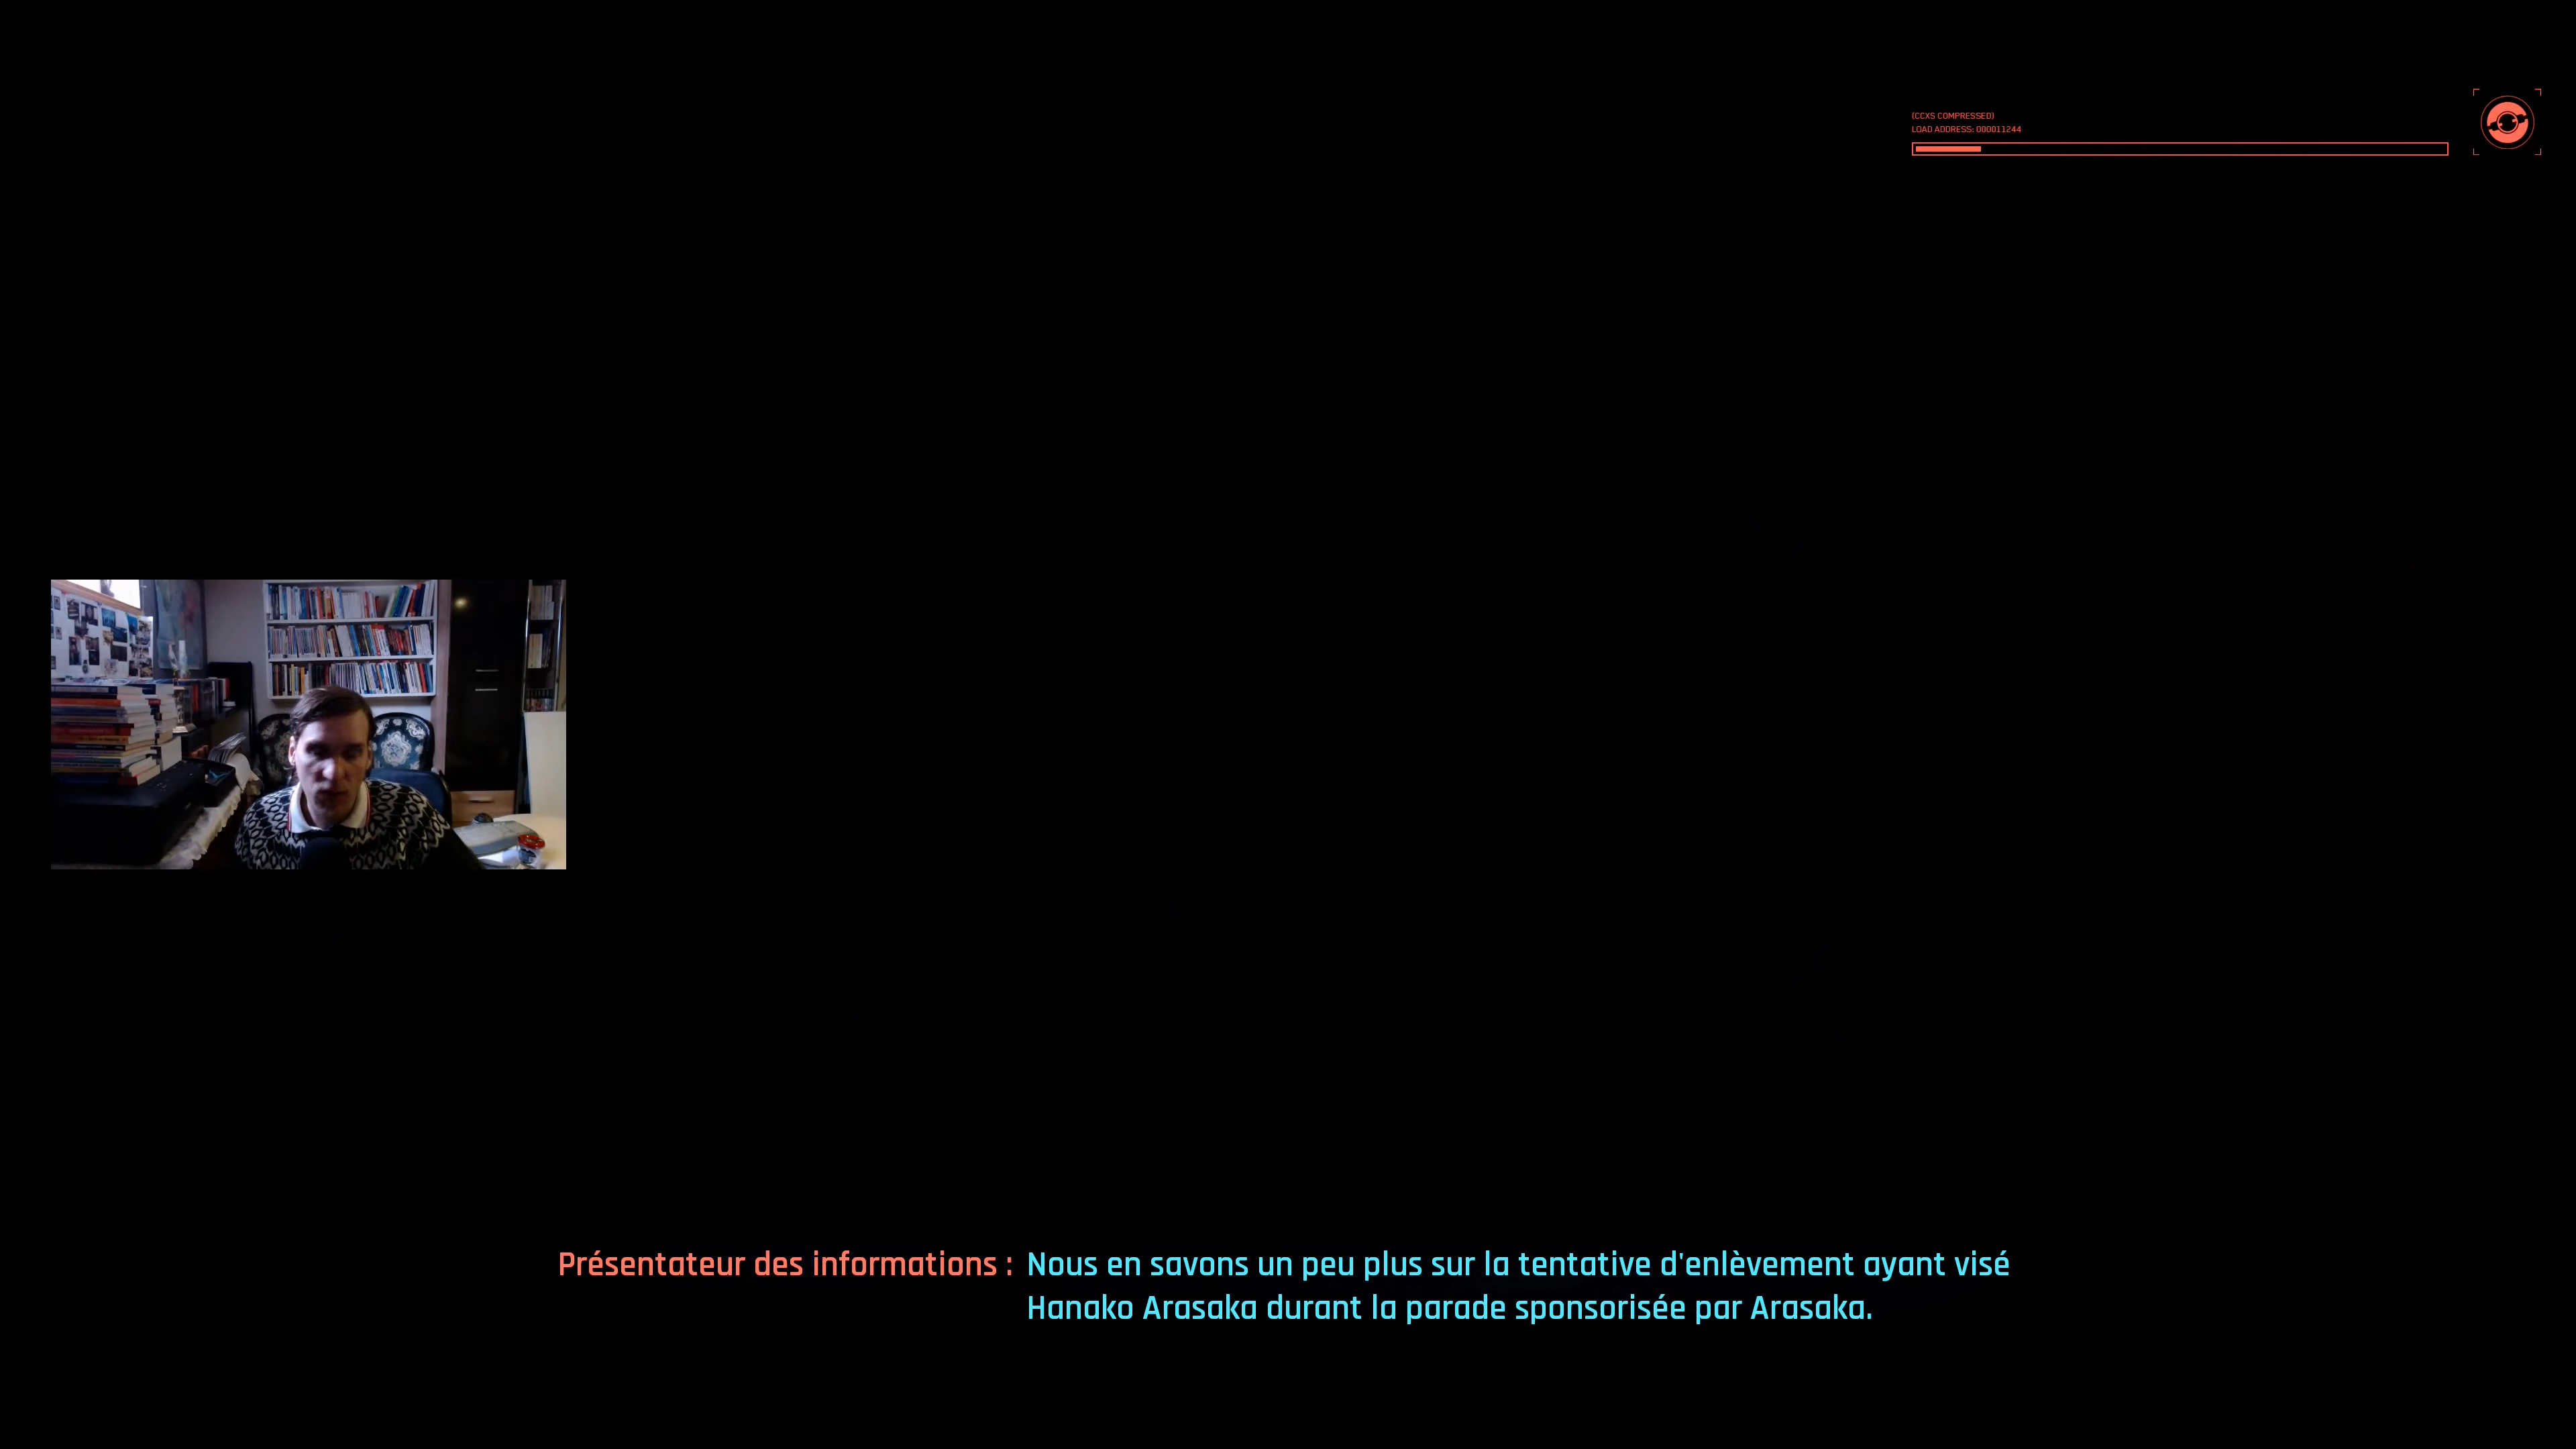 (CCXS COMPRESSED)
LOAD ADDRESS: 000011244
Présentateur des informations : Nous en savons un peu plus sur la tentative d'enlèvement ayant visé
Hanako Arasaka durant la parade sponsorisée par Arasaka.